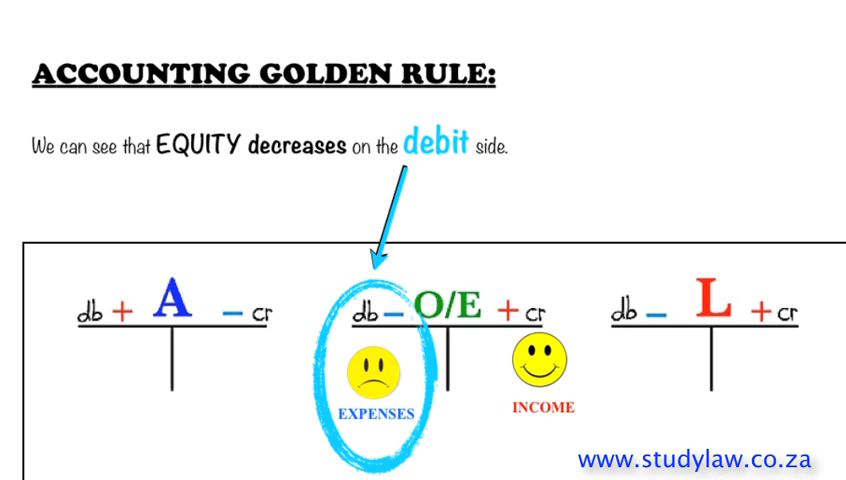 ACCOUNTING GOLDEN RULE:
We can see that EQUITY decreases on the debit side.
db + A - cr
db - O/E + cr
db - L + cr
EXPENSES
INCOME
www.studylaw.co.za